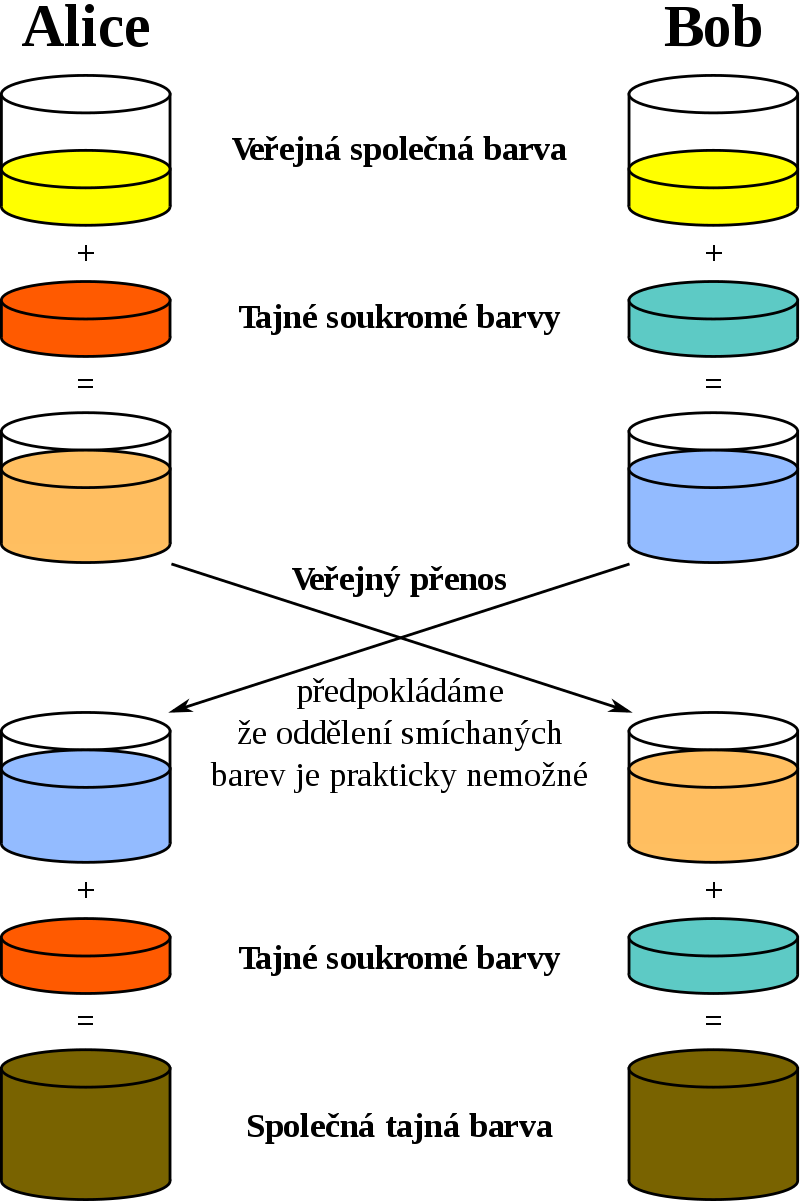 Alice
Bob
Veřejná společná barva
+
+
Tajné soukromé barvy
=
=
Veřejný přenos
předpokládáme
že oddělení smíchaných
barev je prakticky nemožné
+
+
Tajné soukromé barvy
=
=
Společná tajná barva